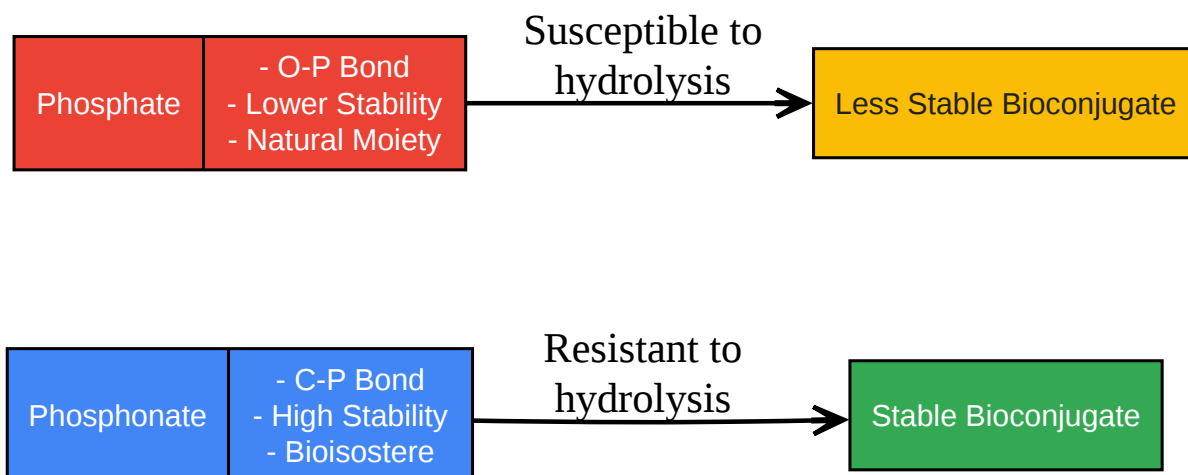 Susceptible to
hydrolysis
Phosphate
- O-P Bond
- Lower Stability
- Natural Moiety
Less Stable Bioconjugate
Resistant to
hydrolysis
Phosphonate
- C-P Bond
- High Stability
- Bioisostere
Stable Bioconjugate